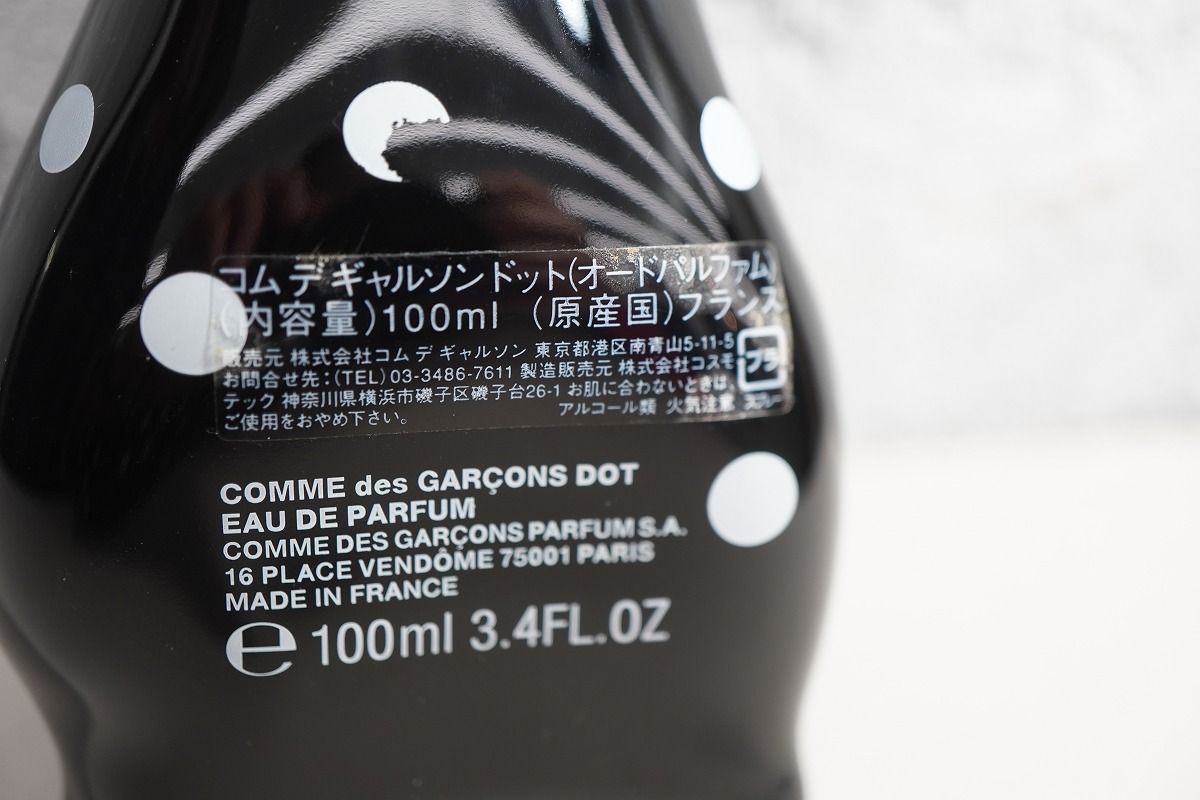 コム デ ギャルソンドット(オードパルファム)
(内容量)100ml (原産国)フランス
販売元 株式会社コム デ ギャルソン 東京都港区南青山5-11-5
プラ
お問合せ先:(TEL)03-3486-7611 製造販売元 株式会社コスモ
テック 神奈川県横浜市磯子区磯子台26-1 お肌に合わないときは、
ご使用をおやめ下さい。 アルコール類 火気注意
COMME des GARÇONS DOT
EAU DE PARFUM
COMME DES GARÇONS PARFUM S.A.
16 PLACE VENDÔME 75001 PARIS
MADE IN FRANCE
℮ 100ml 3.4FL.OZ